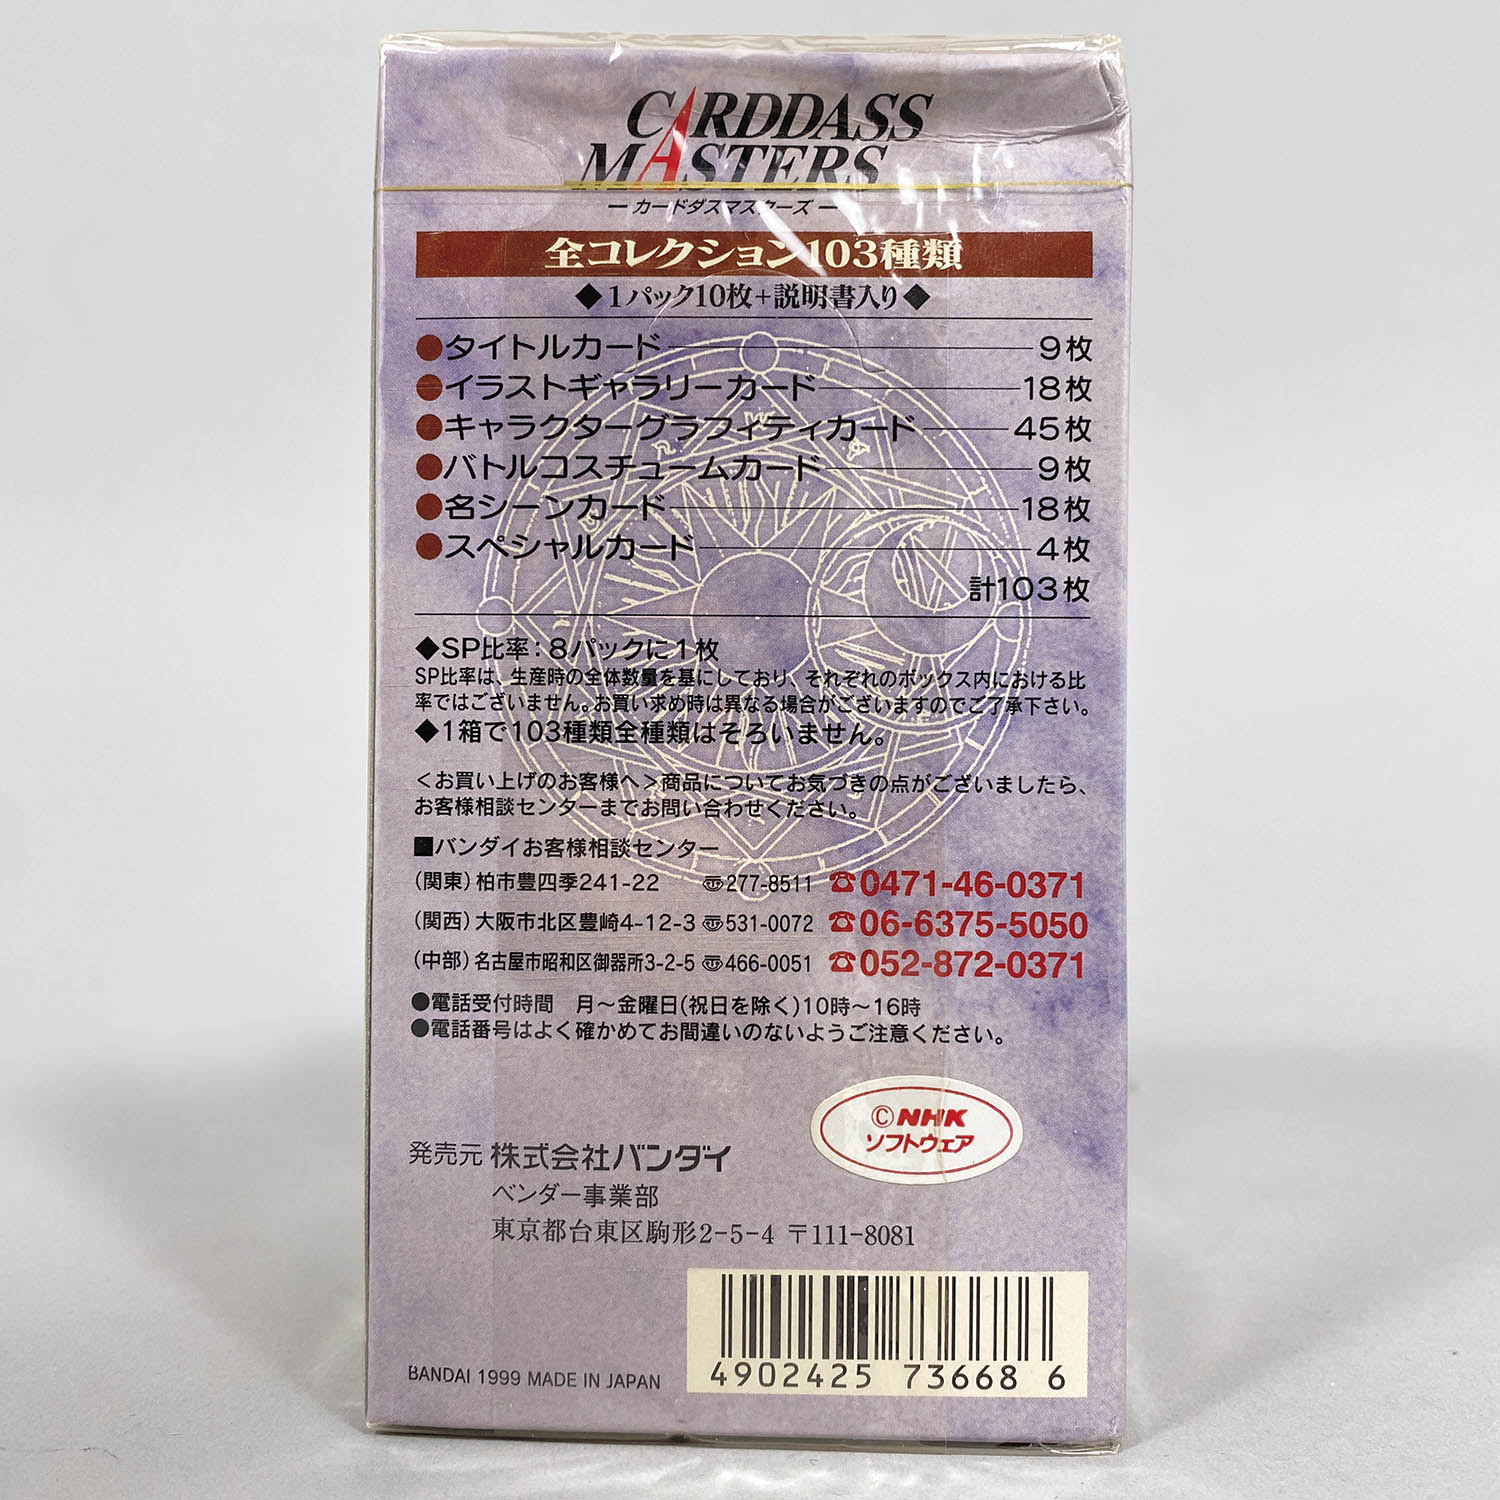 CARDDASS
MASTERS
ーカードダスマスターズー
全コレクション103種類
◆1パック10枚+説明書入り◆
●タイトルカード 9枚
●イラストギャラリーカード 18枚
●キャラクターグラフィティカード 45枚
●バトルコスチュームカード 9枚
●名シーンカード 18枚
●スペシャルカード 4枚
計103枚
◆SP比率：8パックに1枚
SP比率は、生産時の全体数量を基にしており、それぞれのボックス内における比
率ではございません。お買い求め時は異なる場合がございますのでご了承下さい。
◆1箱で103種類全種類はそろいません。
＜お買い上げのお客様へ＞商品についてお気づきの点がございましたら、
お客様相談センターまでお問い合わせください。
■バンダイお客様相談センター
(関東)柏市豊四季241-22 〠277-8511 ☎0471-46-0371
(関西)大阪市北区豊崎4-12-3 〠531-0072 ☎06-6375-5050
(中部)名古屋市昭和区御器所3-2-5 〠466-0051 ☎052-872-0371
●電話受付時間 月～金曜日(祝日を除く)10時～16時
●電話番号はよく確かめてお間違いのないようご注意ください。
©NHK
ソフトウェア
発売元 株式会社バンダイ
ベンダー事業部
東京都台東区駒形2-5-4 〒111-8081
BANDAI 1999 MADE IN JAPAN
4902425 73668 6